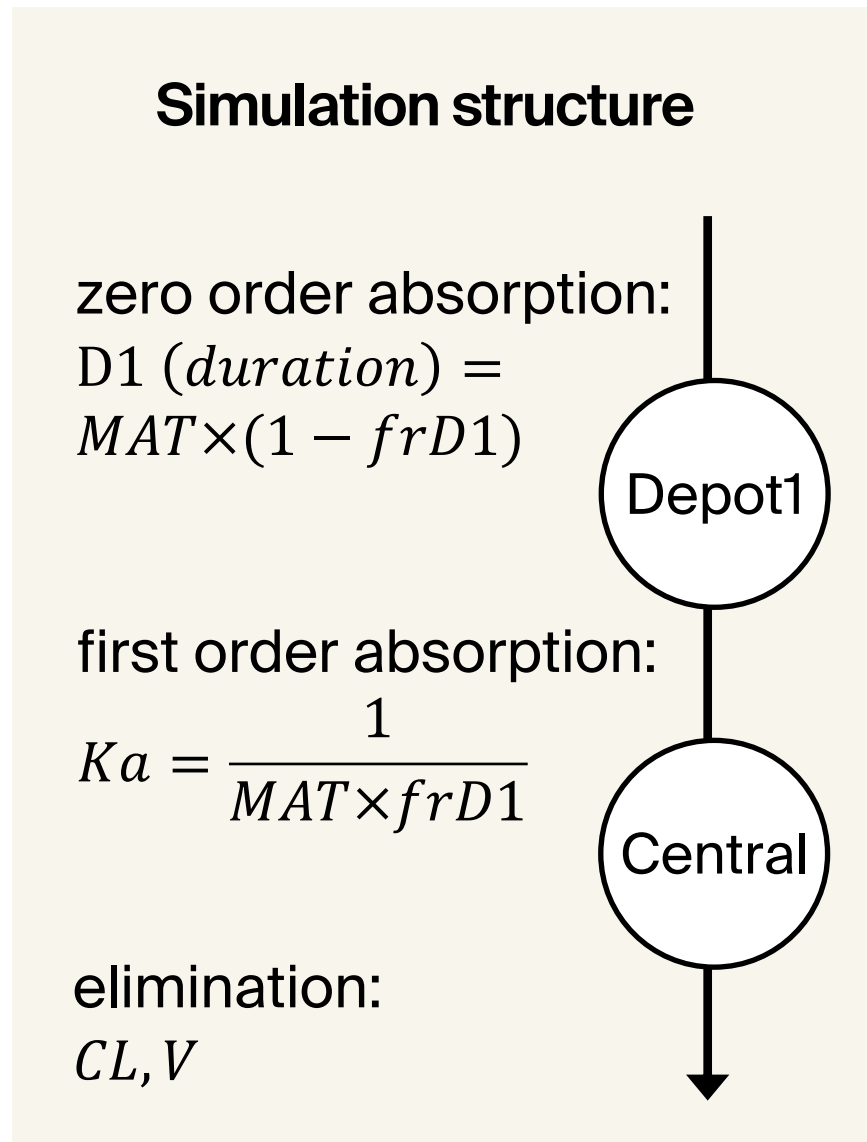 Simulation structure
zero order absorption:
D1 (duration) =
MAT×(1 − frD1)
Depot1
first order absorption:
Ka = 1
MAT×frD1
Central
elimination:
CL, V